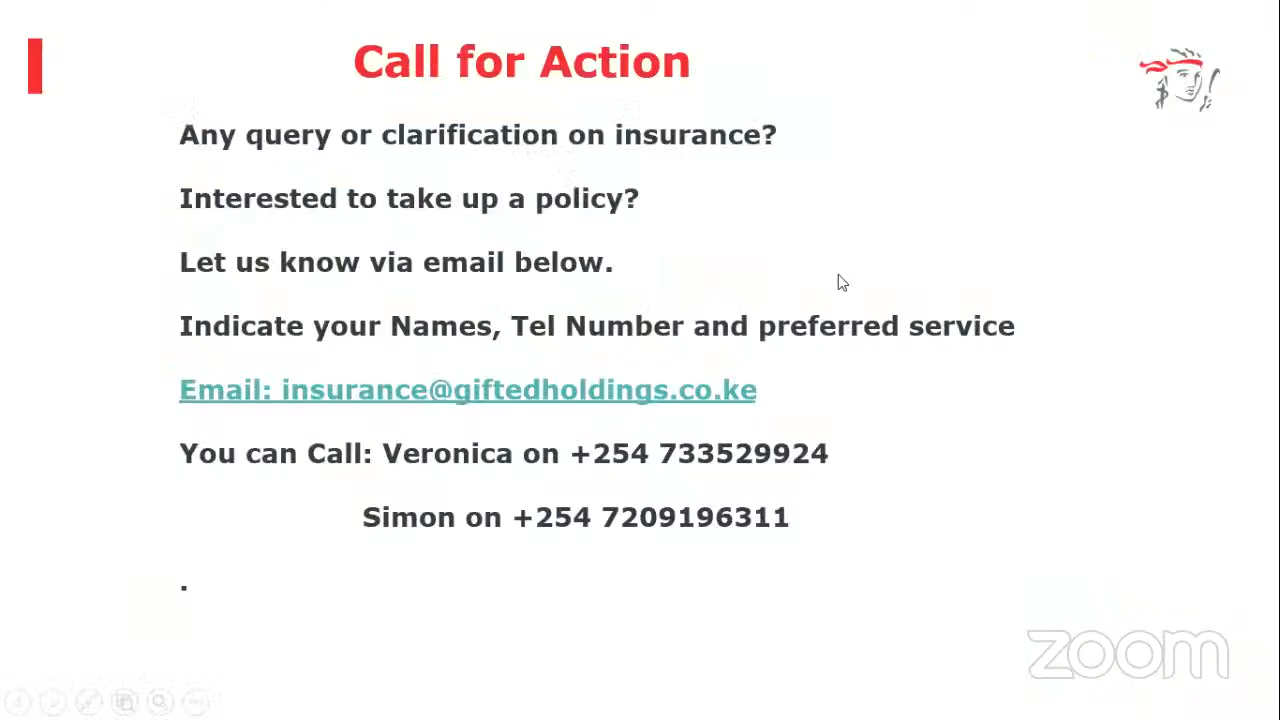 Call for Action
Any query or clarification on insurance?
Interested to take up a policy?
Let us know via email below.
Indicate your Names, Tel Number and preferred service
Email: insurance@giftedholdings.co.ke
You can Call: Veronica on +254 733529924
Simon on +254 7209196311
.
zoom